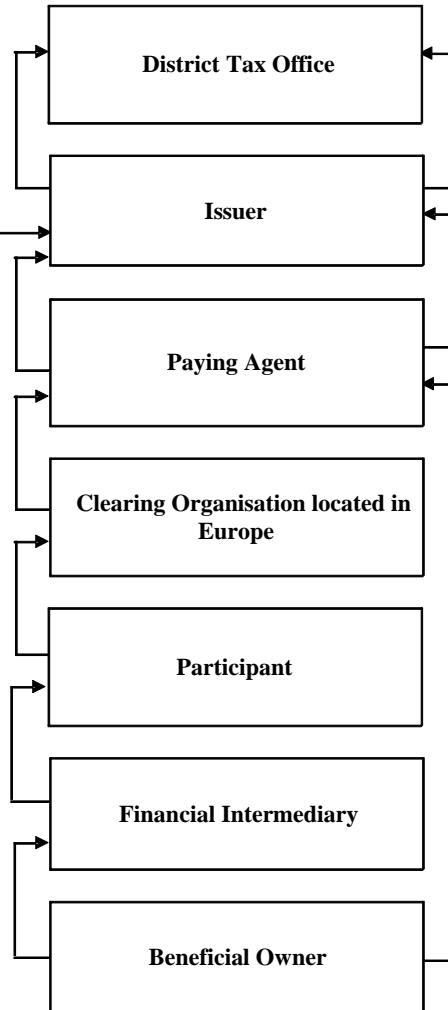 District Tax Office
Issuer
Paying Agent
Clearing Organisation located in
Europe
Participant
Financial Intermediary
Beneficial Owner